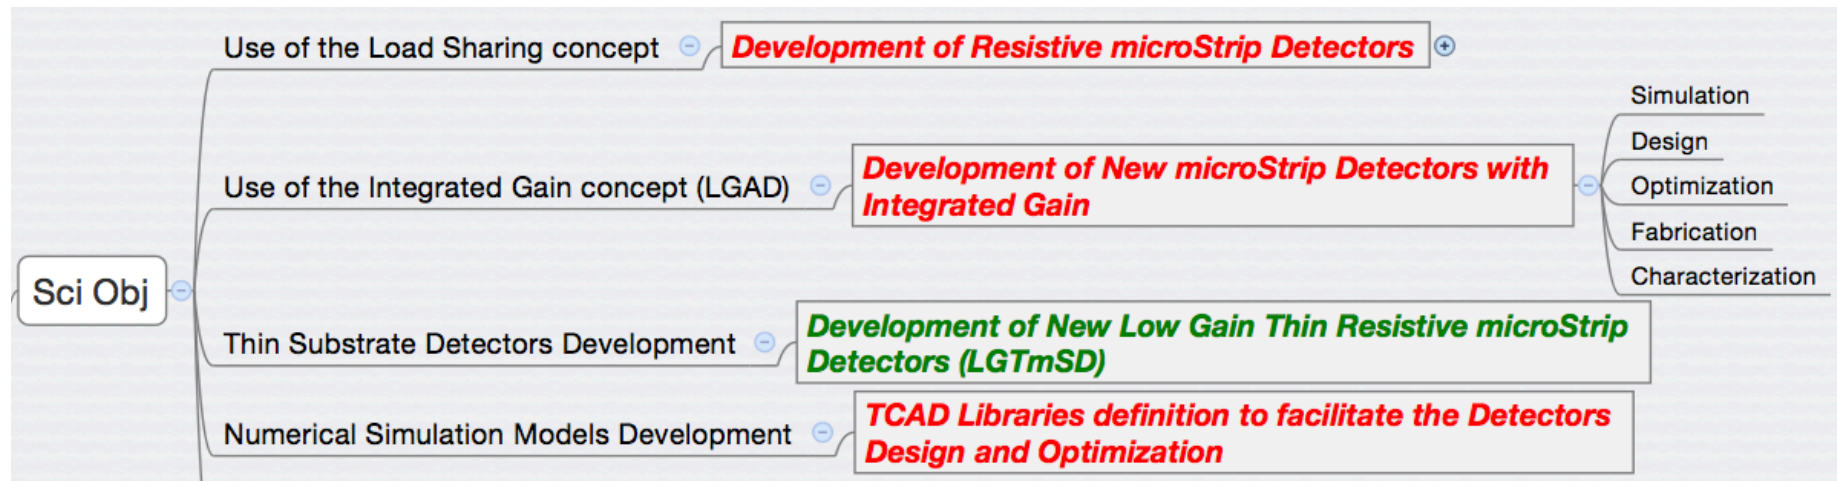 Use of the Load Sharing concept
Development of Resistive microStrip Detectors
Simulation
Design
Use of the Integrated Gain concept (LGAD)
Development of New microStrip Detectors with
Integrated Gain
Optimization
Fabrication
Characterization
Sci Obj
Thin Substrate Detectors Development
Development of New Low Gain Thin Resistive microStrip
Detectors (LGTmSD)
Numerical Simulation Models Development
TCAD Libraries definition to facilitate the Detectors
Design and Optimization